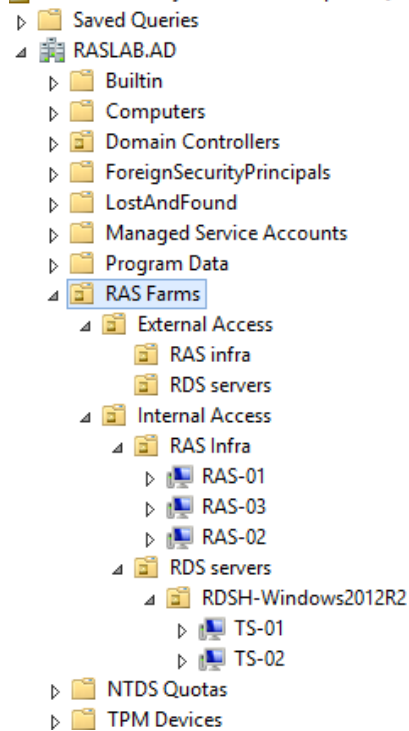 Saved Queries
RASLAB.AD
Builtin
Computers
Domain Controllers
ForeignSecurityPrincipals
LostAndFound
Managed Service Accounts
Program Data
RAS Farms
External Access
RAS infra
RDS servers
Internal Access
RAS Infra
RAS-01
RAS-03
RAS-02
RDS servers
RDSH-Windows2012R2
TS-01
TS-02
NTDS Quotas
TPM Devices